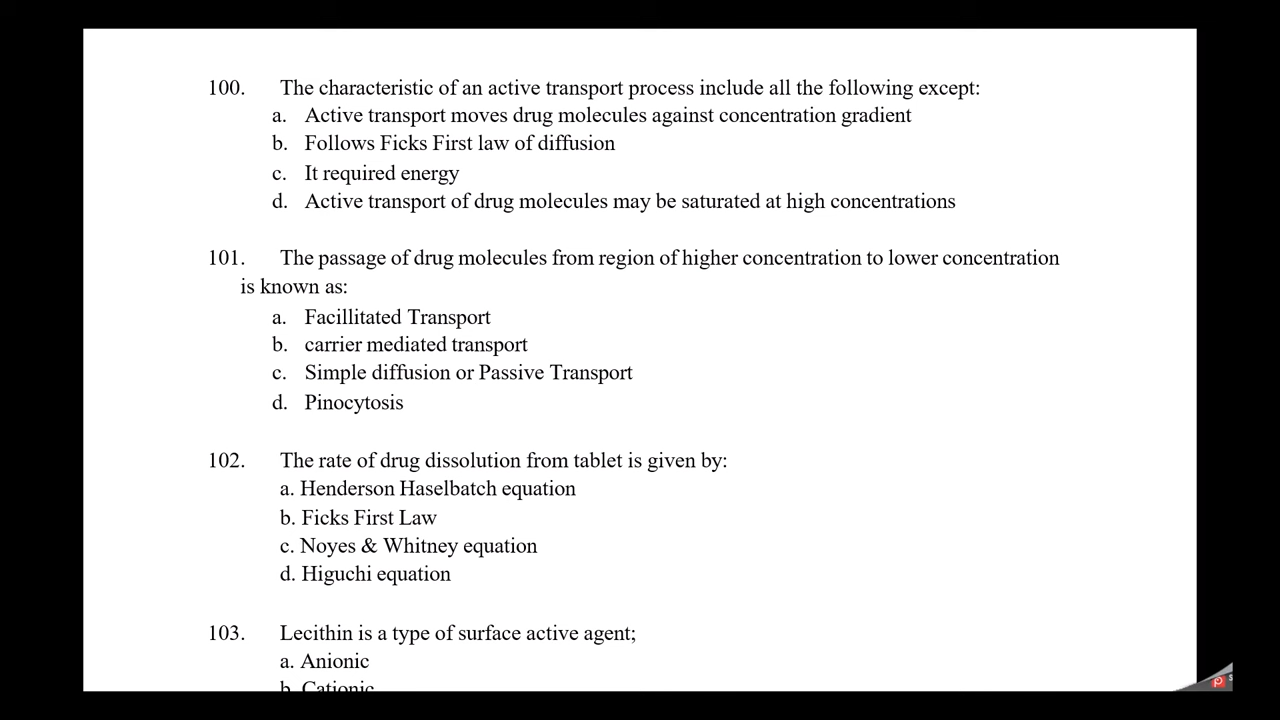 100. The characteristic of an active transport process include all the following except:
a. Active transport moves drug molecules against concentration gradient
b. Follows Ficks First law of diffusion
c. It required energy
d. Active transport of drug molecules may be saturated at high concentrations
101. The passage of drug molecules from region of higher concentration to lower concentration
is known as:
a. Facillitated Transport
b. carrier mediated transport
c. Simple diffusion or Passive Transport
d. Pinocytosis
102. The rate of drug dissolution from tablet is given by:
a. Henderson Haselbatch equation
b. Ficks First Law
c. Noyes & Whitney equation
d. Higuchi equation
103. Lecithin is a type of surface active agent;
a. Anionic
b. Cationic